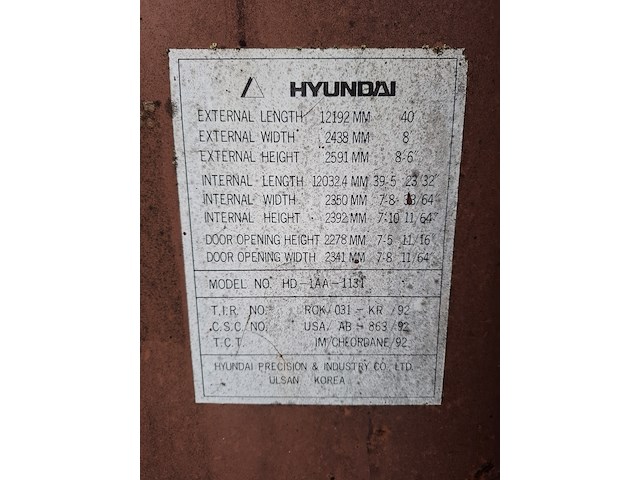 HYUNDAI
EXTERNAL LENGTH 12192 MM 40'
EXTERNAL WIDTH 2438 MM 8'
EXTERNAL HEIGHT 2591 MM 8-6"
INTERNAL LENGTH 12032.4 MM 39-5 23/32"
INTERNAL WIDTH 2350 MM 7-8 33/64"
INTERNAL HEIGHT 2392 MM 7-10 11/64"
DOOR OPENING HEIGHT 2278 MM 7-5 11/16"
DOOR OPENING WIDTH 2341 MM 7-8 11/64"
MODEL NO. HD-1AA-113T
T.I.R. NO. ROK/031-KR/92
C.S.C. NO. USA/AB-863/92
T.C.T. IM/CHEORDANE/92
HYUNDAI PRECISION & INDUSTRY CO. LTD.
ULSAN KOREA